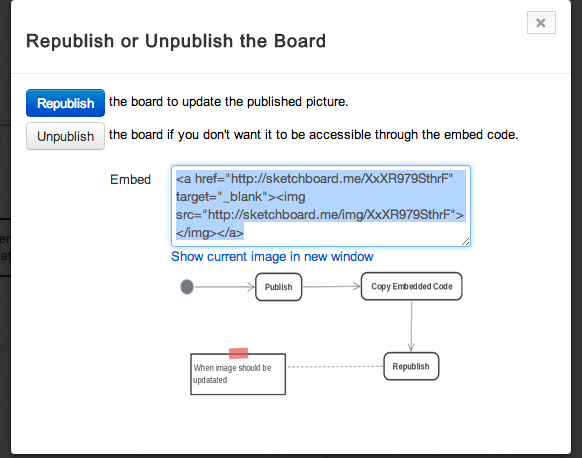 Republish or Unpublish the Board
×
Republish the board to update the published picture.
Unpublish the board if you don't want it to be accessible through the embed code.
Embed
<a href="http://sketchboard.me/XxXR979SthrF"
target="_blank"><img
src="http://sketchboard.me/img/XxXR979SthrF">
</img></a>
Show current image in new window
Publish
Copy Embedded Code
Republish
When image should be
updatated
er
at